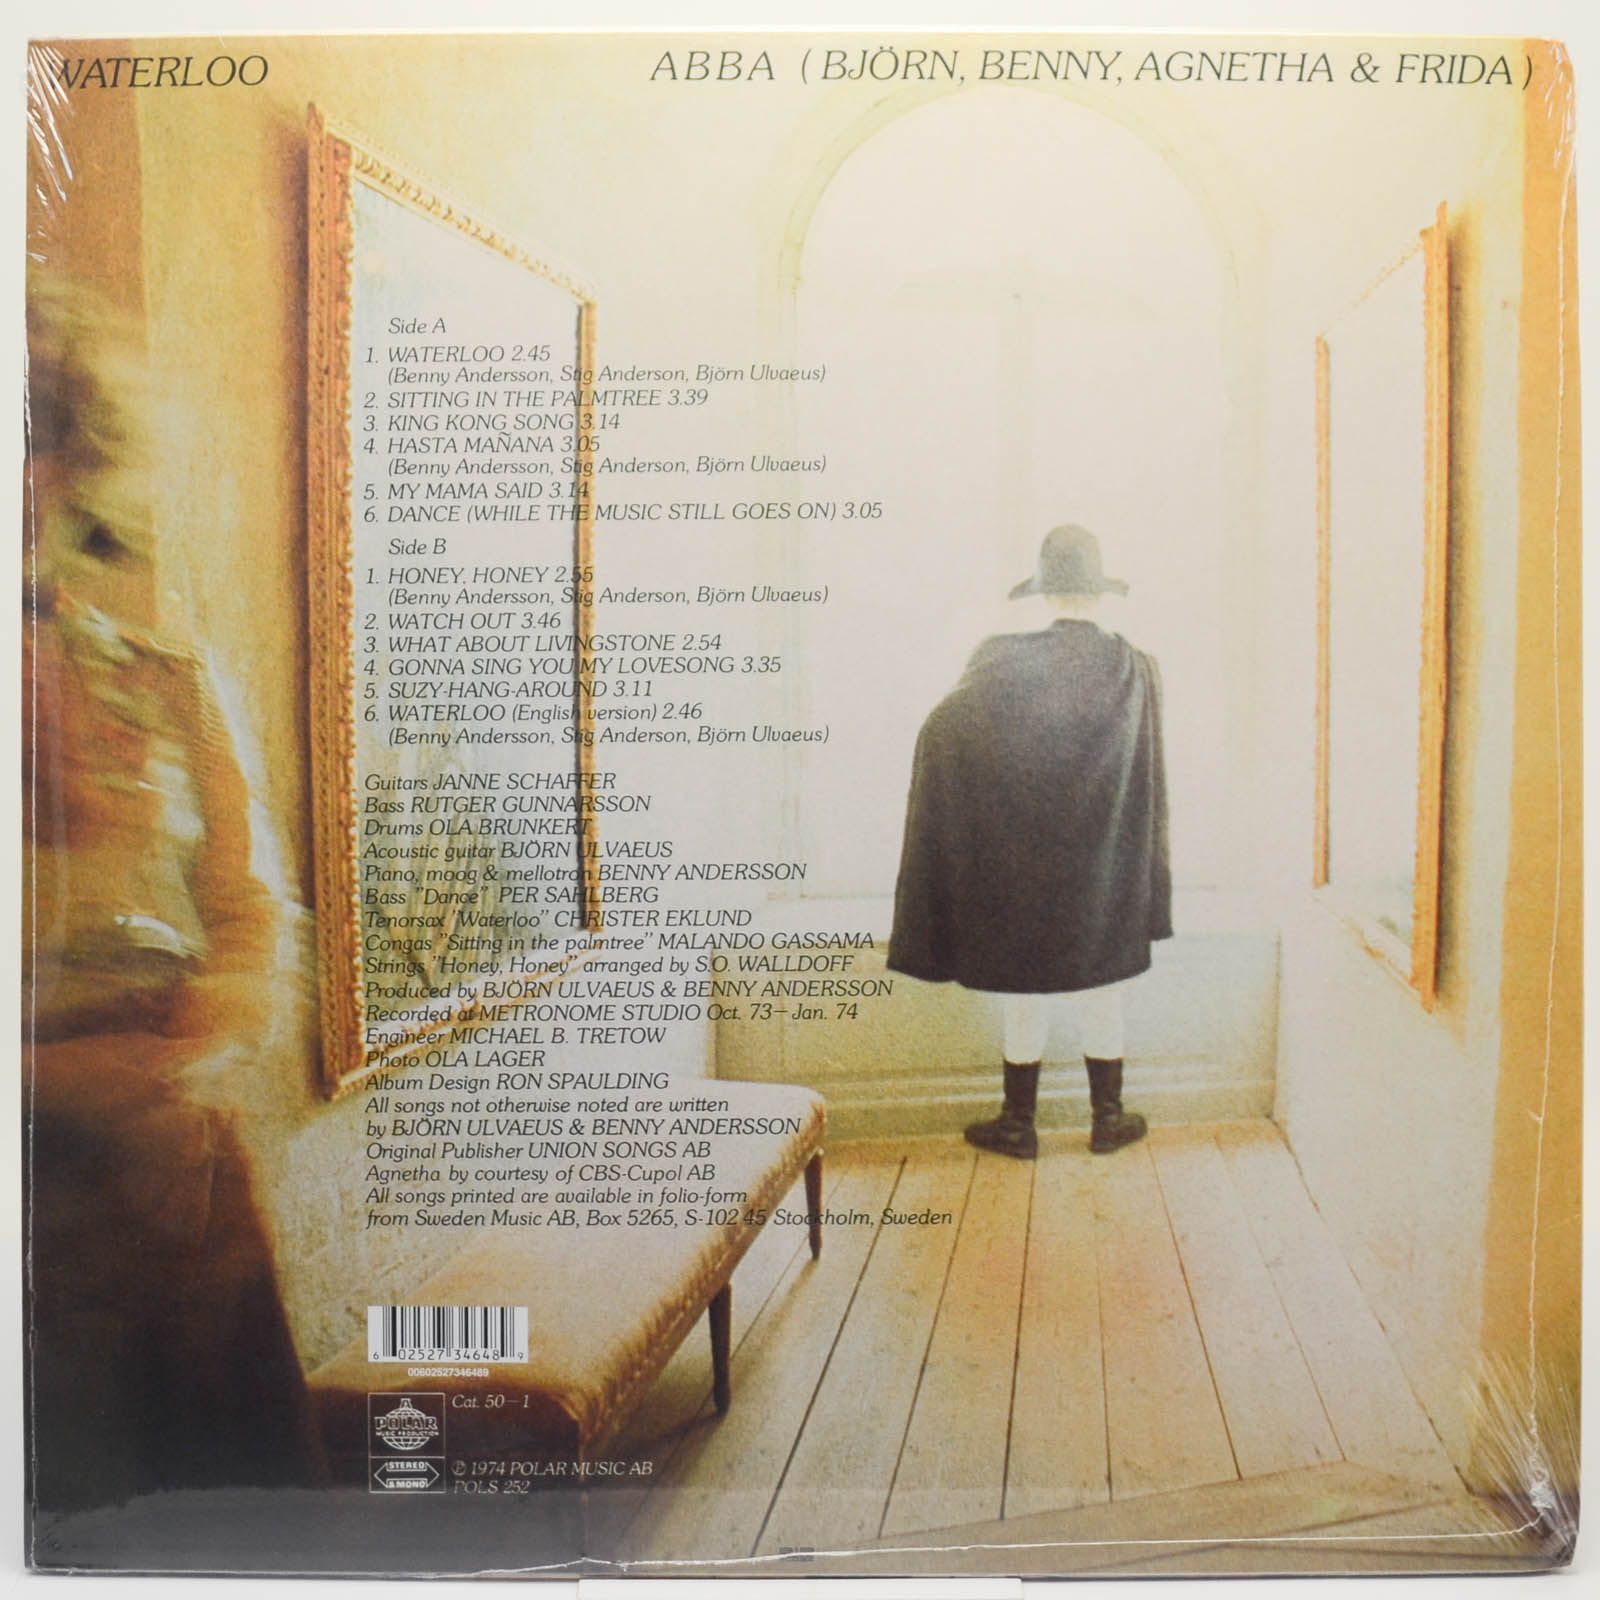 WATERLOO
ABBA (BJÖRN, BENNY, AGNETHA & FRIDA)
Side A
1. WATERLOO 2.45
(Benny Andersson, Stig Anderson, Björn Ulvaeus)
2. SITTING IN THE PALMTREE 3.39
3. KING KONG SONG 3.14
4. HASTA MAÑANA 3.05
(Benny Andersson, Stig Anderson, Björn Ulvaeus)
5. MY MAMA SAID 3.14
6. DANCE (WHILE THE MUSIC STILL GOES ON) 3.05
Side B
1. HONEY, HONEY 2.55
(Benny Andersson, Stig Anderson, Björn Ulvaeus)
2. WATCH OUT 3.46
3. WHAT ABOUT LIVINGSTONE 2.54
4. GONNA SING YOU MY LOVESONG 3.35
5. SUZY-HANG-AROUND 3.11
6. WATERLOO (English version) 2.46
(Benny Andersson, Stig Anderson, Björn Ulvaeus)
Guitars JANNE SCHAFFER
Bass RUTGER GUNNARSSON
Drums OLA BRUNKERT
Acoustic guitar BJÖRN ULVAEUS
Piano, moog & mellotron BENNY ANDERSSON
Bass "Dance" PER SAHLBERG
Tenorsax "Waterloo" CHRISTER EKLUND
Congas "Sitting in the palmtree" MALANDO GASSAMA
Strings "Honey, Honey" arranged by S.O. WALLDOFF
Produced by BJÖRN ULVAEUS & BENNY ANDERSSON
Recorded at METRONOME STUDIO Oct. 73—Jan. 74
Engineer MICHAEL B. TRETOW
Photo OLA LAGER
Album Design RON SPAULDING
All songs not otherwise noted are written
by BJÖRN ULVAEUS & BENNY ANDERSSON
Original Publisher UNION SONGS AB
Agnetha by courtesy of CBS-Cupol AB
All songs printed are available in folio-form
from Sweden Music AB, Box 5265, S-102 45 Stockholm, Sweden
6 02527 34648 9
00602527346489
Cat. 50—1
POLAR
MUSIC PRODUCTION
STEREO
& MONO
℗ 1974 POLAR MUSIC AB
POLS 252